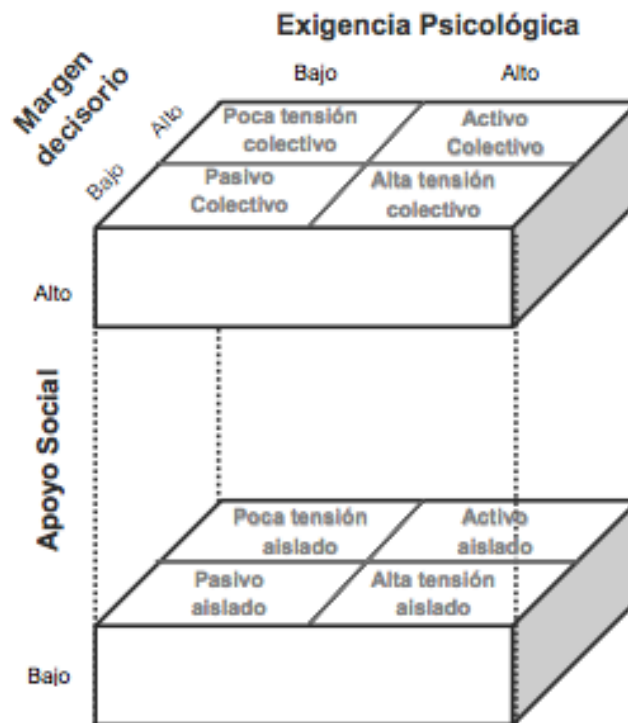 Exigencia Psicológica
Margen
decisorio
Bajo
Alto
Alto
Bajo
Poca tensión
colectivo
Activo
Colectivo
Pasivo
Colectivo
Alta tensión
colectivo
Alto
Apoyo Social
Poca tensión
aislado
Activo
aislado
Pasivo
aislado
Alta tensión
aislado
Bajo